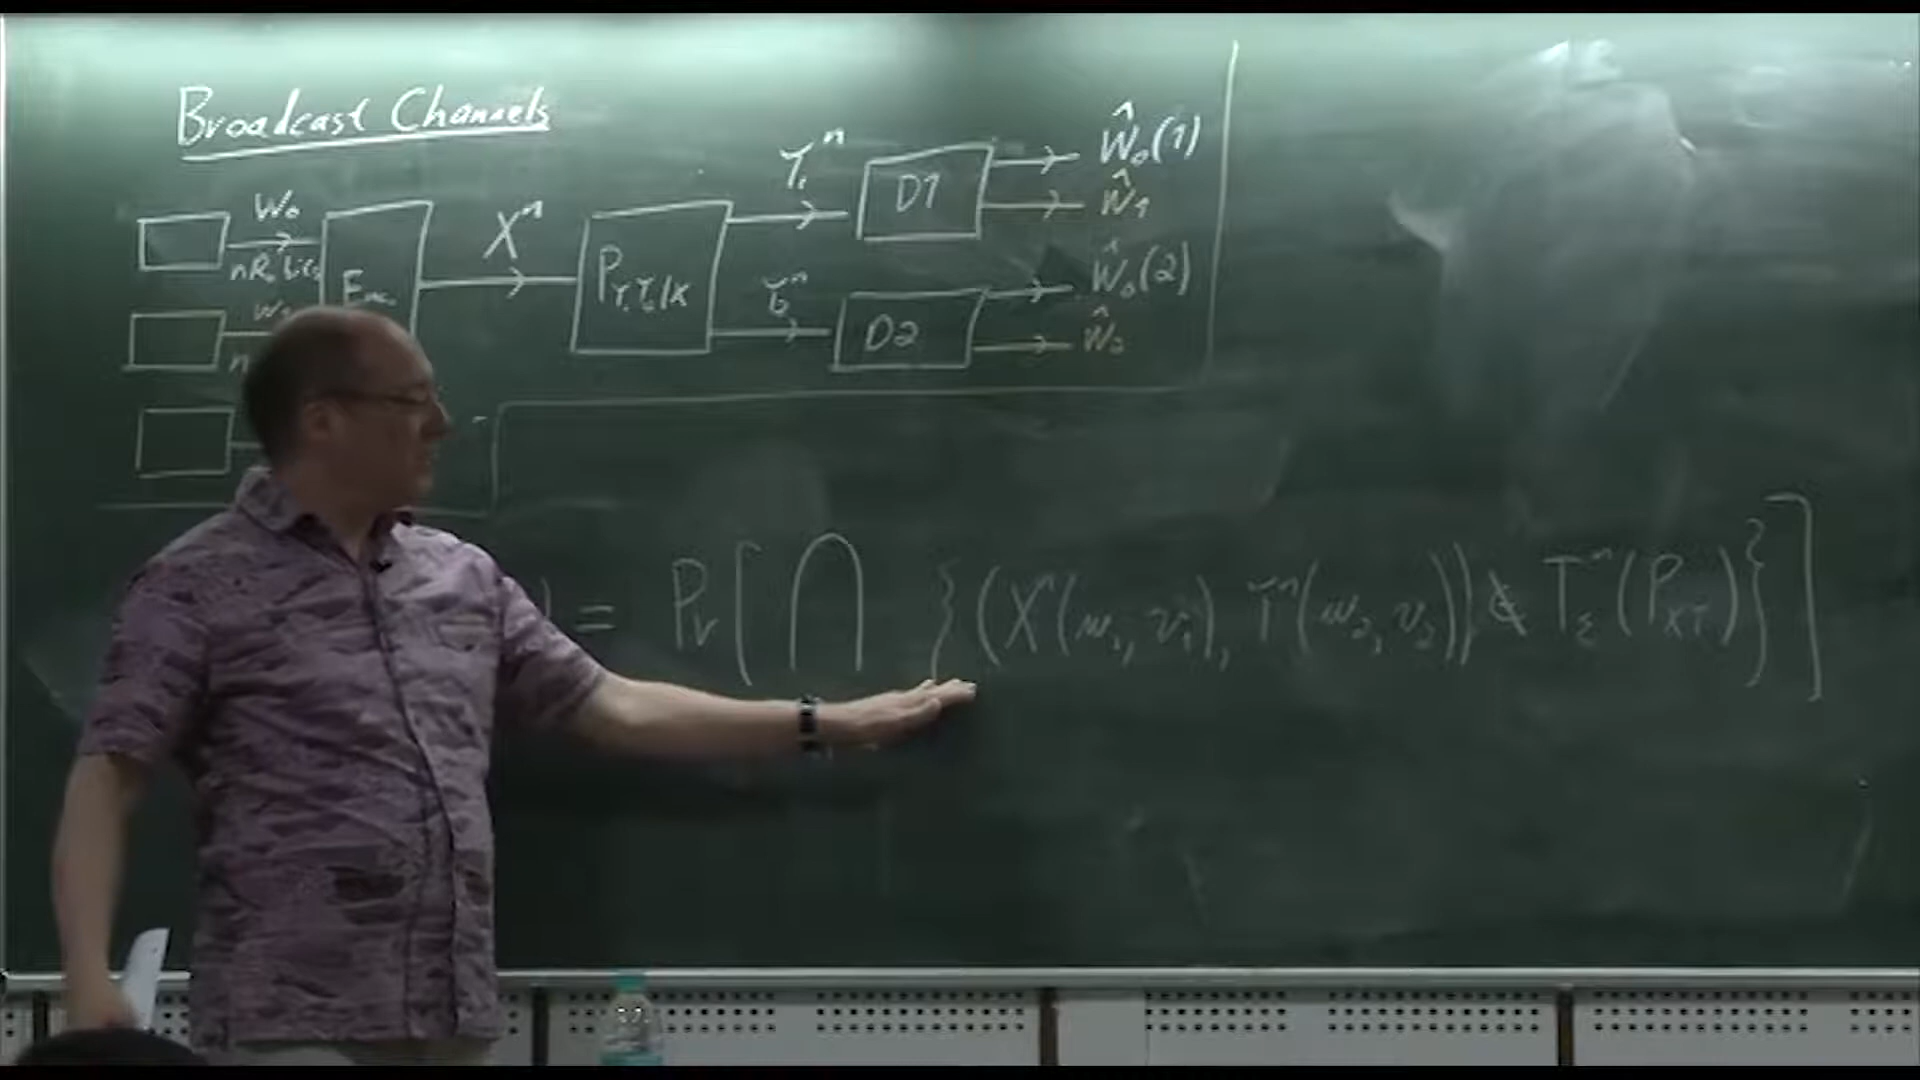 Broadcast Channels
W₀
nR₀ bits
Enc.
Xⁿ
P_{Y₁Y₂|X}
Y₁ⁿ
Y₂ⁿ
D1
D2
Ŵ₀(1)
Ŵ₁
Ŵ₀(2)
Ŵ₂
) = Pr[ ⋂ {(Xⁿ(w₁, v₁), Yⁿ(w₂, v₂)) ∉ T_εⁿ(P_{XY})}]